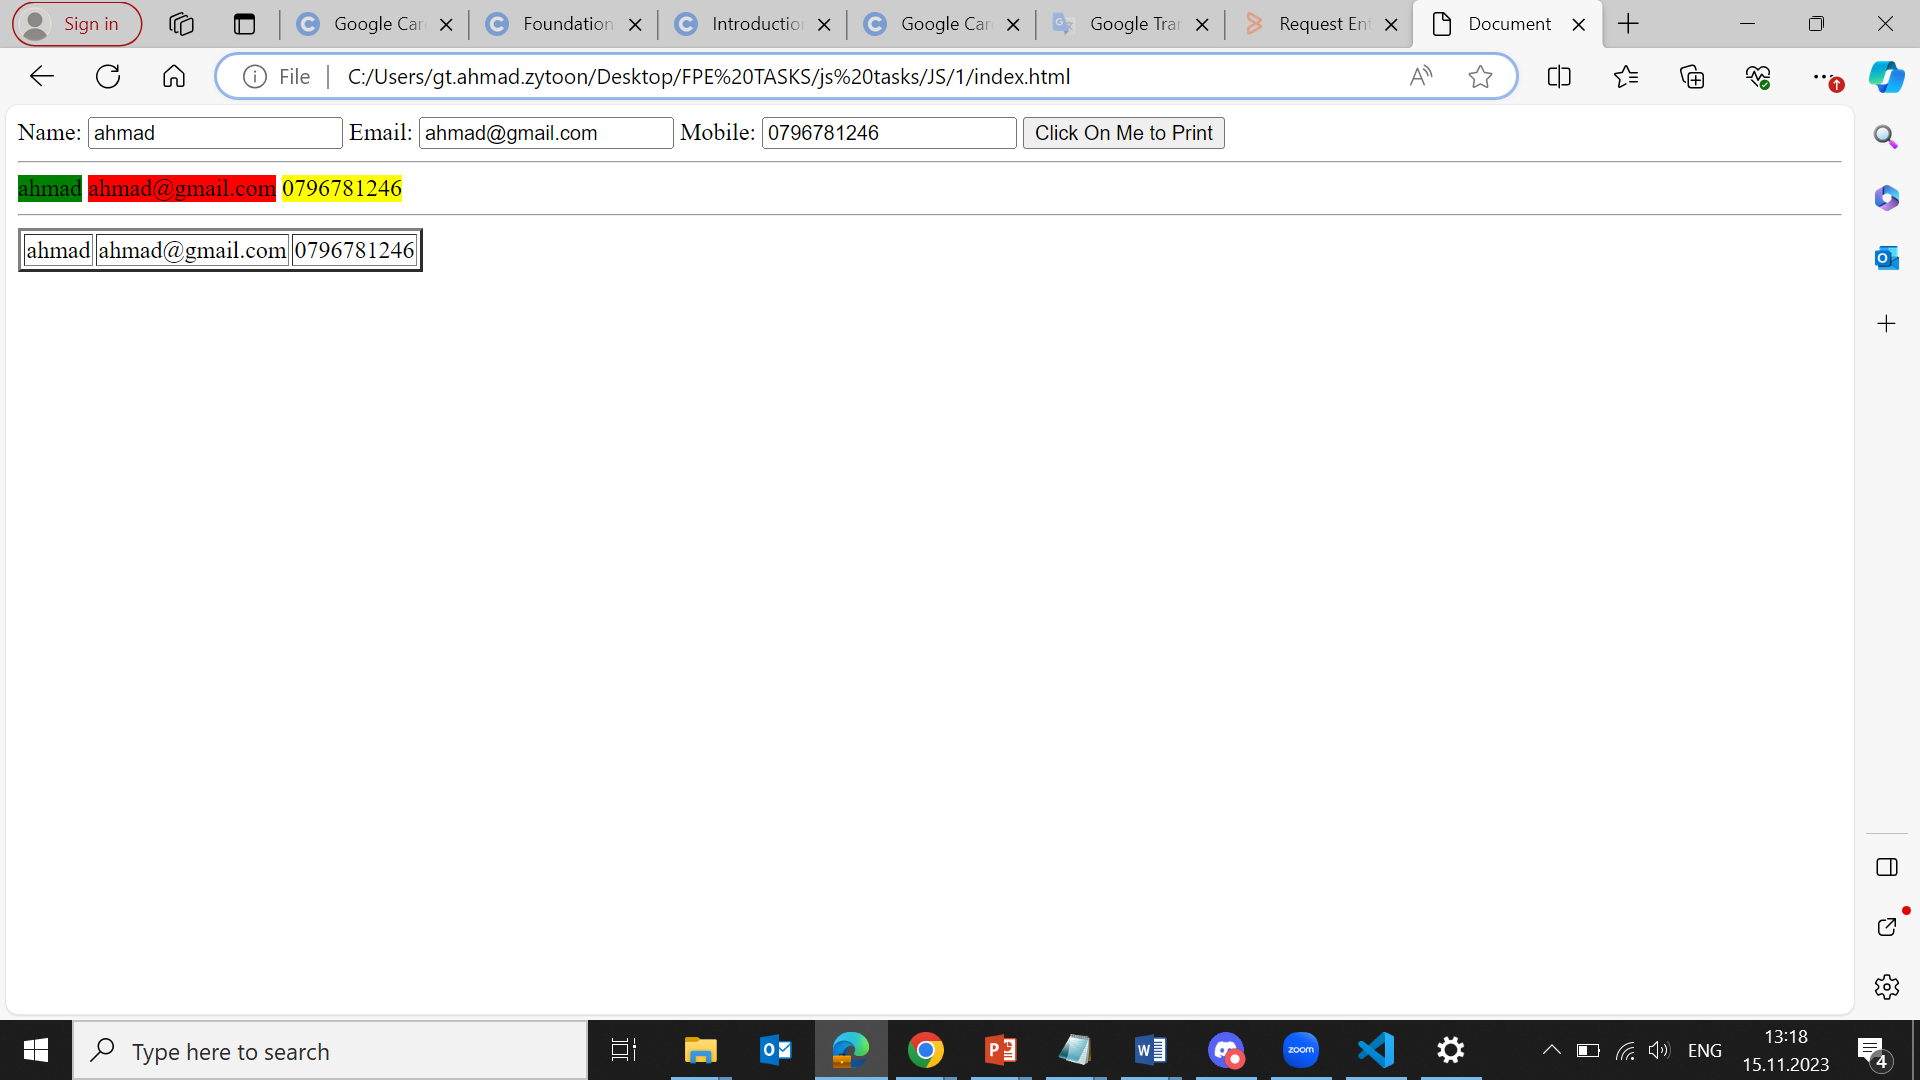 Sign in
Google Car
Foundation
Introduction
Google Car
Google Tran
Request Ent
Document
File
C:/Users/gt.ahmad.zytoon/Desktop/FPE%20TASKS/js%20tasks/JS/1/index.html
Name: ahmad Email: ahmad@gmail.com Mobile: 0796781246 Click On Me to Print
ahmad ahmad@gmail.com 0796781246
ahmad ahmad@gmail.com 0796781246
Type here to search
zoom
ENG
13:18
15.11.2023
4